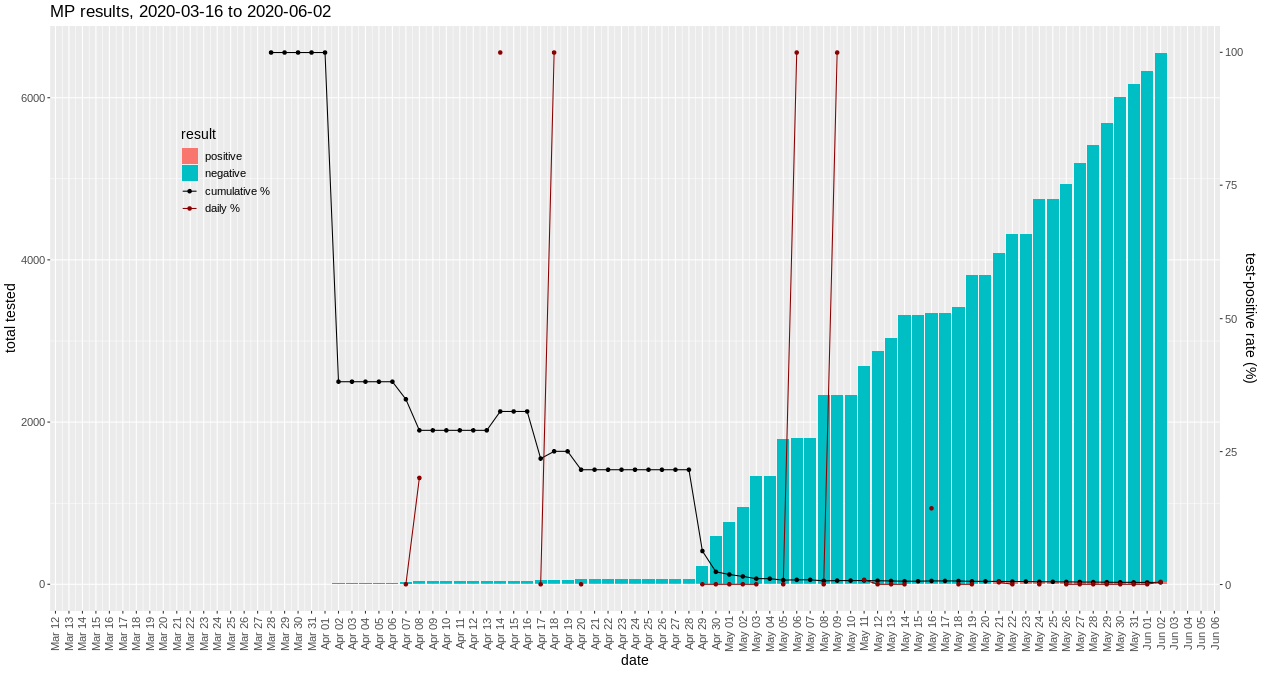 MP results, 2020-03-16 to 2020-06-02
total tested
6000
4000
2000
0
result
positive
negative
cumulative %
daily %
100
75
50
25
0
test-positive rate (%)
Mar 12
Mar 13
Mar 14
Mar 15
Mar 16
Mar 17
Mar 18
Mar 19
Mar 20
Mar 21
Mar 22
Mar 23
Mar 24
Mar 25
Mar 26
Mar 27
Mar 28
Mar 29
Mar 30
Mar 31
Apr 01
Apr 02
Apr 03
Apr 04
Apr 05
Apr 06
Apr 07
Apr 08
Apr 09
Apr 10
Apr 11
Apr 12
Apr 13
Apr 14
Apr 15
Apr 16
Apr 17
Apr 18
Apr 19
Apr 20
Apr 21
Apr 22
Apr 23
Apr 24
Apr 25
Apr 26
Apr 27
Apr 28
Apr 29
Apr 30
May 01
May 02
May 03
May 04
May 05
May 06
May 07
May 08
May 09
May 10
May 11
May 12
May 13
May 14
May 15
May 16
May 17
May 18
May 19
May 20
May 21
May 22
May 23
May 24
May 25
May 26
May 27
May 28
May 29
May 30
May 31
Jun 01
Jun 02
Jun 03
Jun 04
Jun 05
Jun 06
date